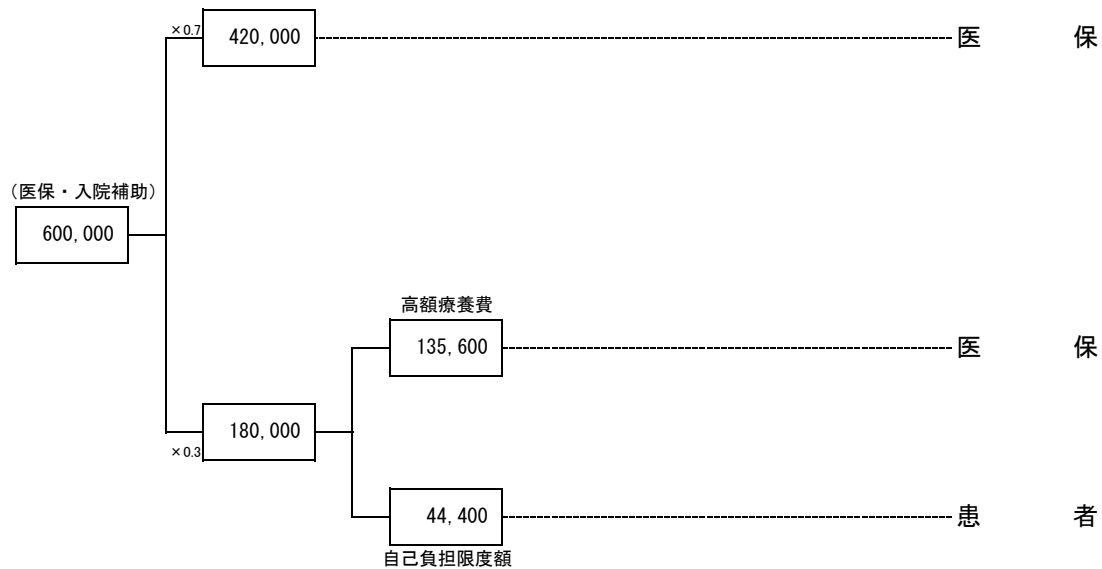 ×0.7
420,000
医 保
(医保・入院補助)
600,000
高額療養費
135,600
医 保
×0.3
180,000
44,400
患 者
自己負担限度額